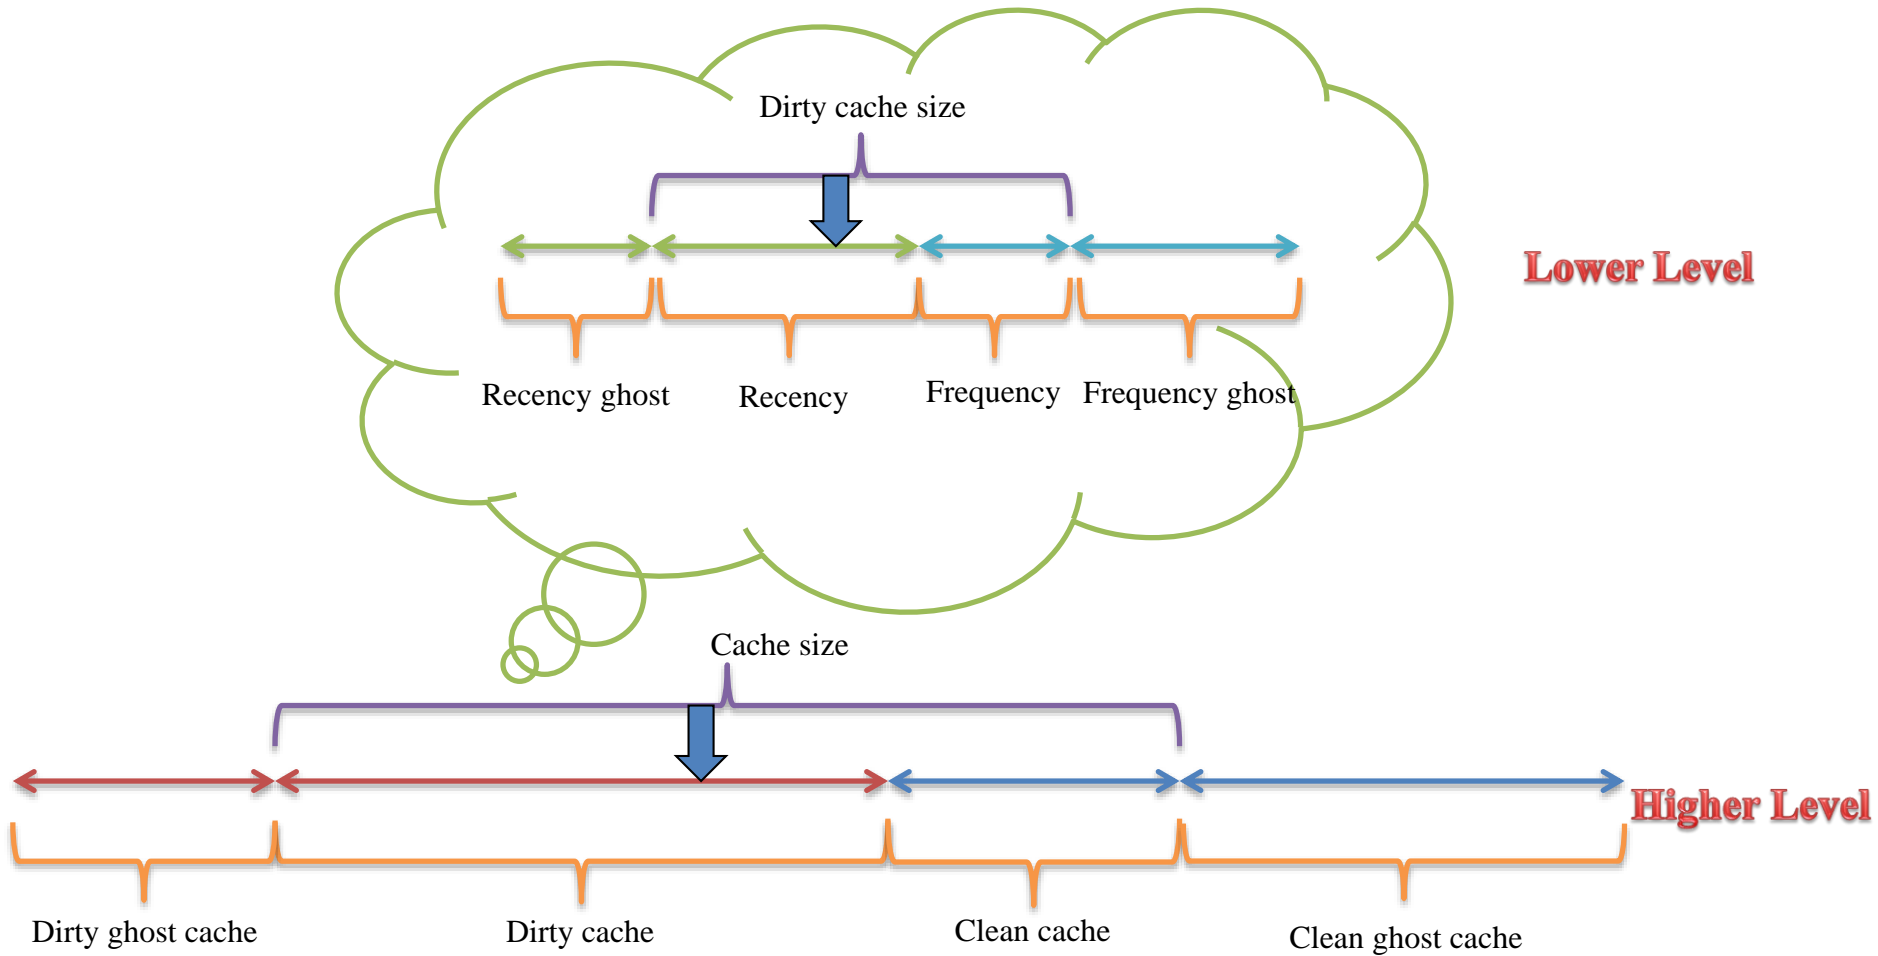 Dirty cache size
Lower Level
Recency ghost
Recency
Frequency
Frequency ghost
Cache size
Higher Level
Dirty ghost cache
Dirty cache
Clean cache
Clean ghost cache